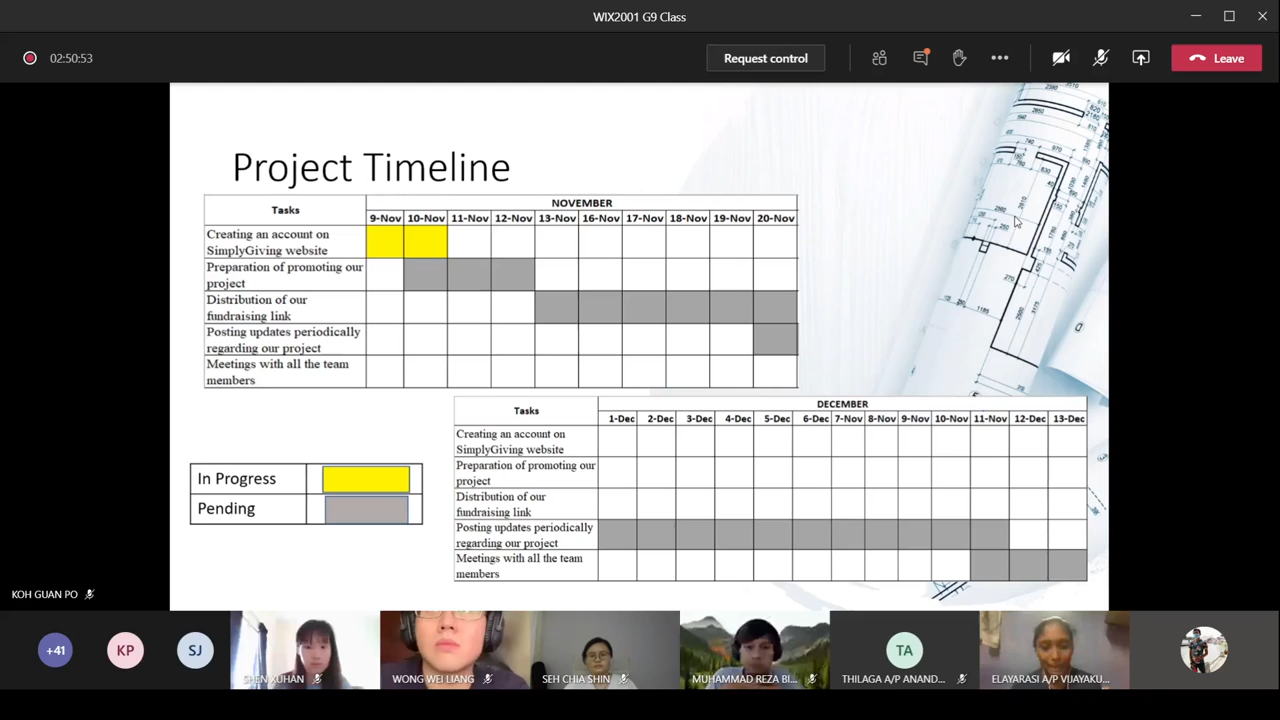 WIX2001 G9 Class
02:50:53
Request control
Leave
Project Timeline
Tasks
NOVEMBER
9-Nov 10-Nov 11-Nov 12-Nov 13-Nov 16-Nov 17-Nov 18-Nov 19-Nov 20-Nov
Creating an account on
SimplyGiving website
Preparation of promoting our
project
Distribution of our
fundraising link
Posting updates periodically
regarding our project
Meetings with all the team
members
Tasks
DECEMBER
1-Dec 2-Dec 3-Dec 4-Dec 5-Dec 6-Dec 7-Nov 8-Nov 9-Nov 10-Nov 11-Nov 12-Dec 13-Dec
Creating an account on
SimplyGiving website
Preparation of promoting our
project
Distribution of our
fundraising link
Posting updates periodically
regarding our project
Meetings with all the team
members
In Progress
Pending
KOH GUAN PO
+41
KP
SJ
SHEN XUHAN
WONG WEI LIANG
SEH CHIA SHIN
MUHAMMAD REZA BI...
TA
THILAGA A/P ANAND...
ELAYARASI A/P VIJAYAKU...